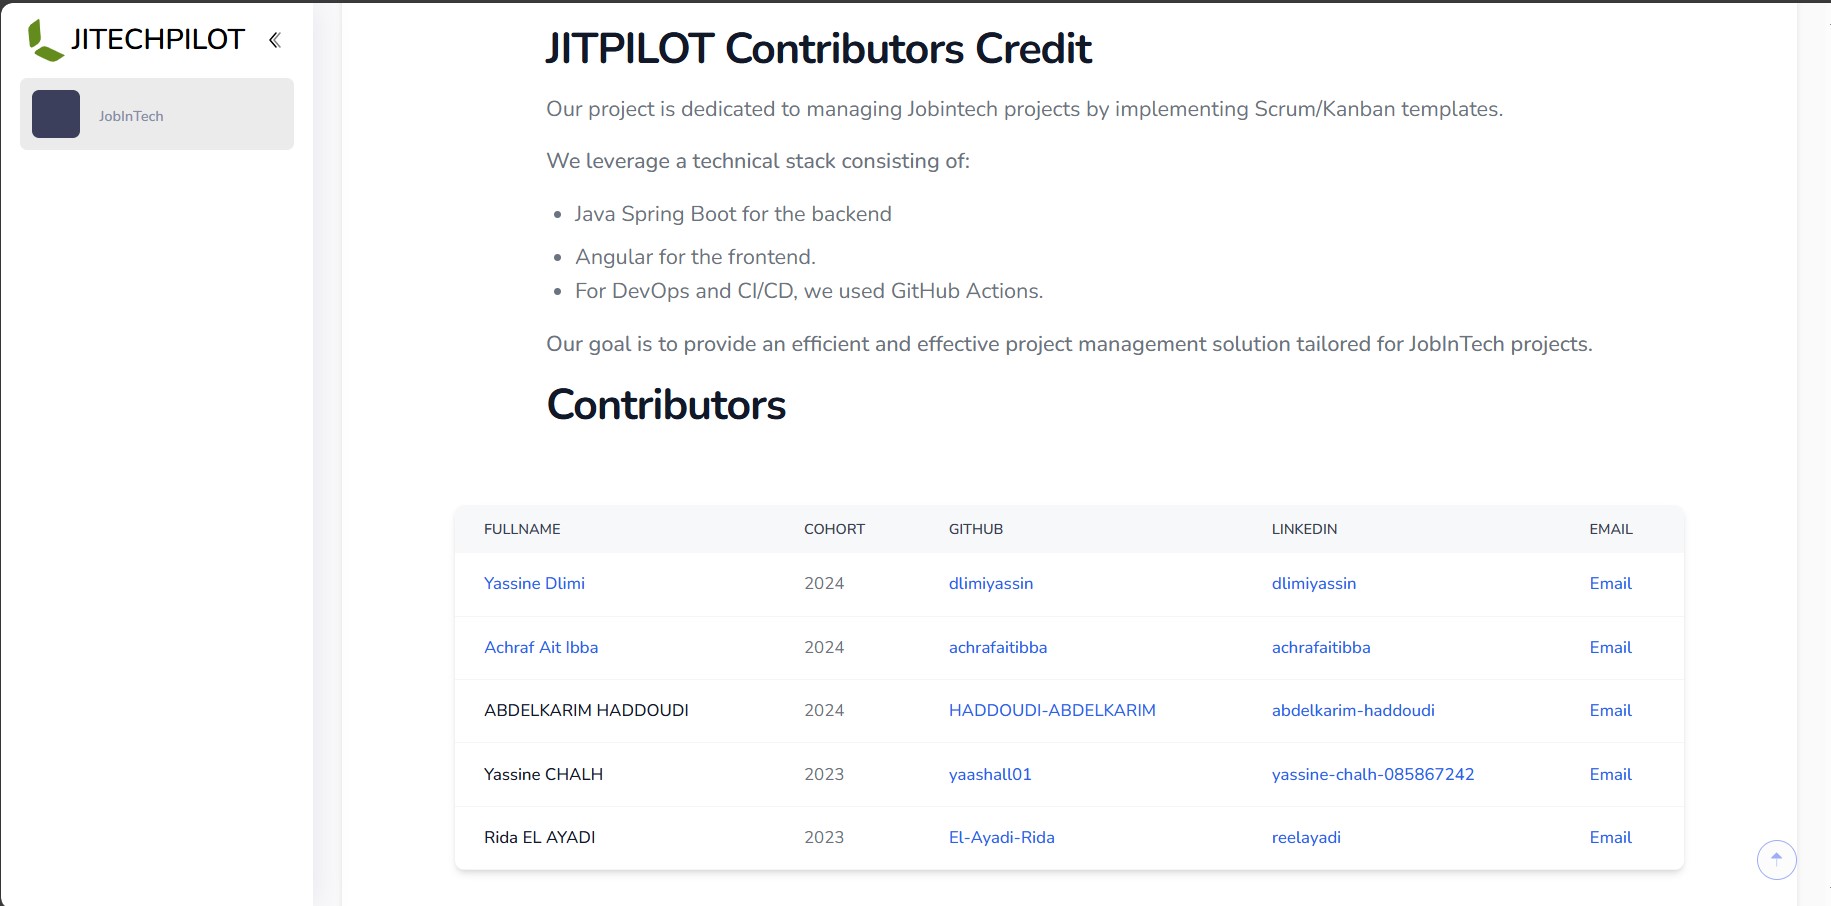 JITECHPILOT
JobInTech
JITPILOT Contributors Credit
Our project is dedicated to managing Jobintech projects by implementing Scrum/Kanban templates.
We leverage a technical stack consisting of:
• Java Spring Boot for the backend
• Angular for the frontend.
• For DevOps and CI/CD, we used GitHub Actions.
Our goal is to provide an efficient and effective project management solution tailored for JobInTech projects.
Contributors
FULLNAME COHORT GITHUB LINKEDIN EMAIL
Yassine Dlimi 2024 dlimiyassin dlimiyassin Email
Achraf Ait Ibba 2024 achrafaitibba achrafaitibba Email
ABDELKARIM HADDOUDI 2024 HADDOUDI-ABDELKARIM abdelkarim-haddoudi Email
Yassine CHALH 2023 yaashall01 yassine-chalh-085867242 Email
Rida EL AYADI 2023 El-Ayadi-Rida reelayadi Email